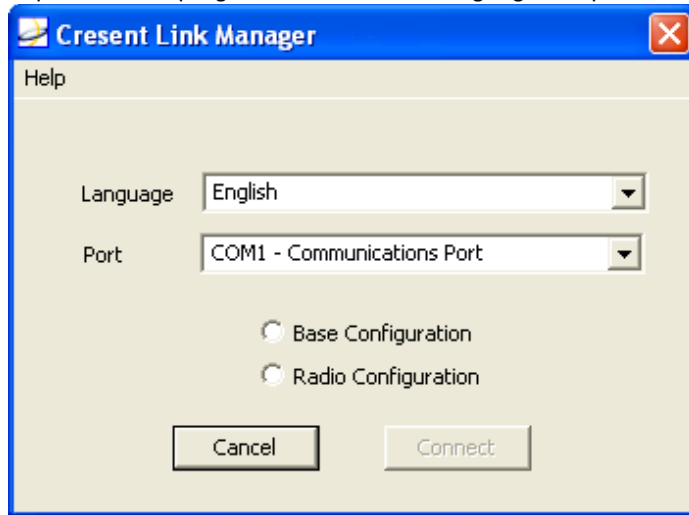 Cresent Link Manager
Help
Language English
Port COM1 - Communications Port
Base Configuration
Radio Configuration
Cancel Connect